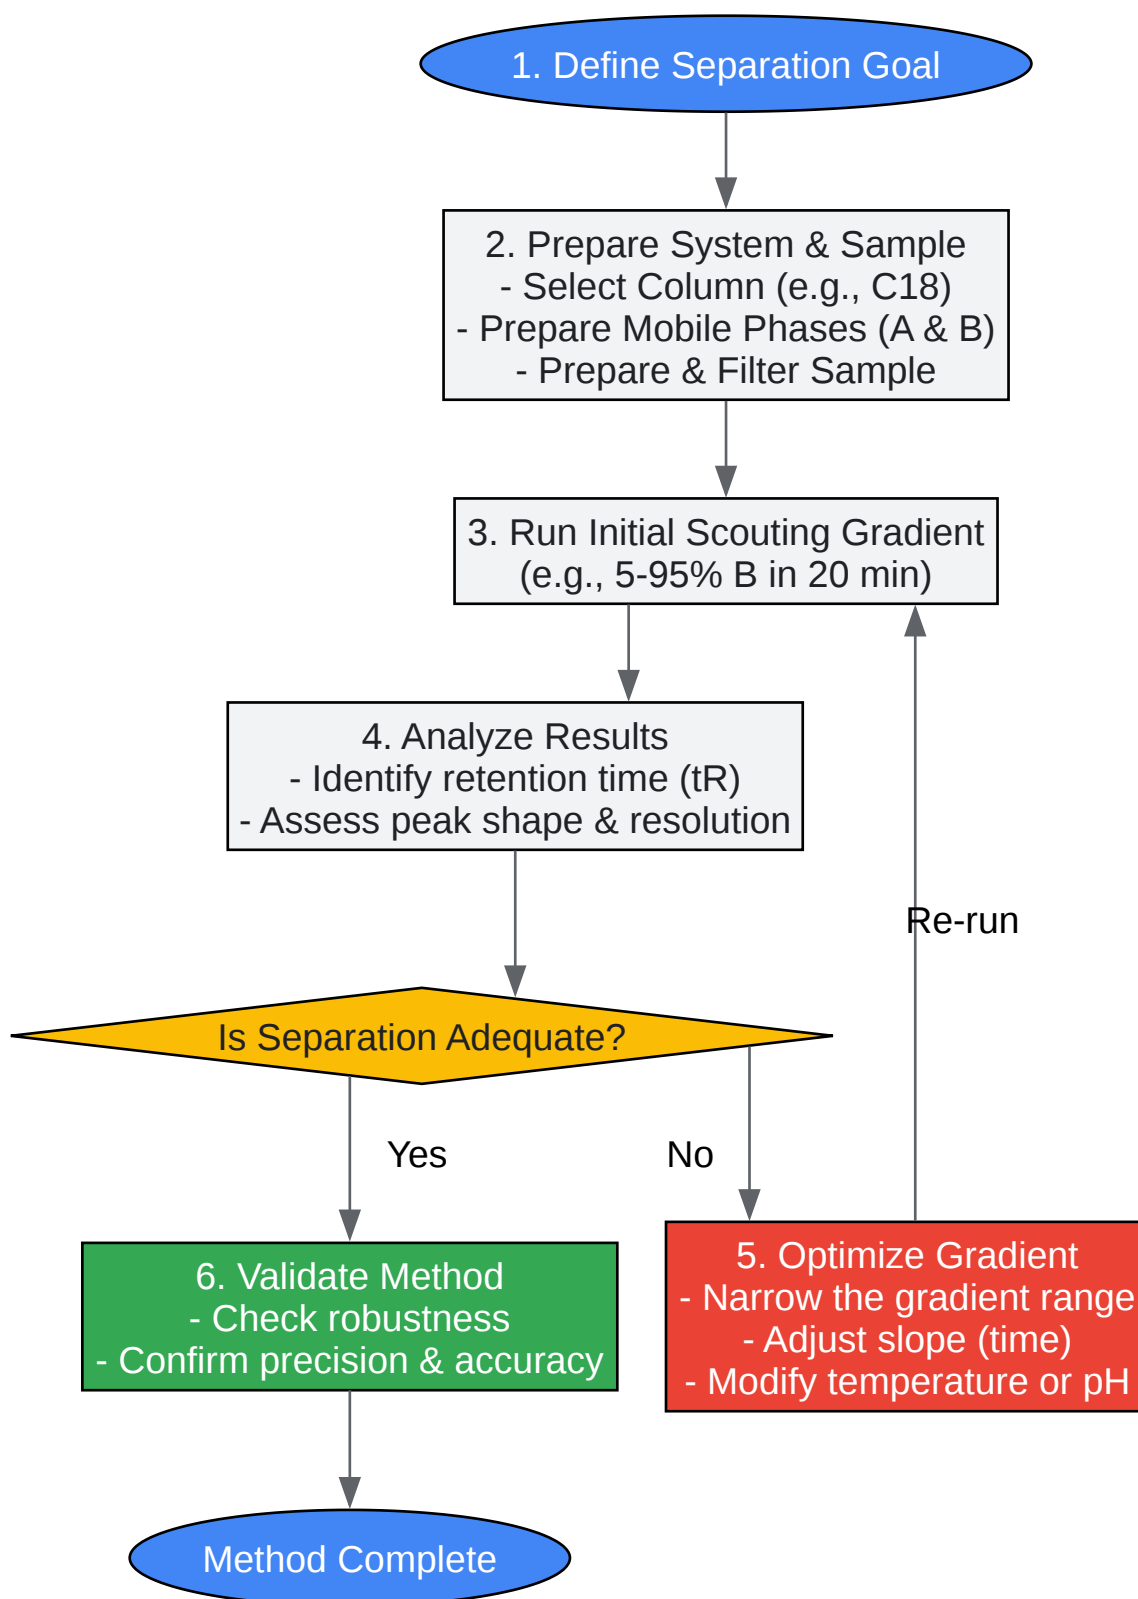 1. Define Separation Goal
2. Prepare System & Sample
- Select Column (e.g., C18)
- Prepare Mobile Phases (A & B)
- Prepare & Filter Sample
3. Run Initial Scouting Gradient
(e.g., 5-95% B in 20 min)
4. Analyze Results
- Identify retention time (tR)
- Assess peak shape & resolution
Re-run
Is Separation Adequate?
Yes
No
5. Optimize Gradient
- Narrow the gradient range
- Adjust slope (time)
- Modify temperature or pH
6. Validate Method
- Check robustness
- Confirm precision & accuracy
Method Complete